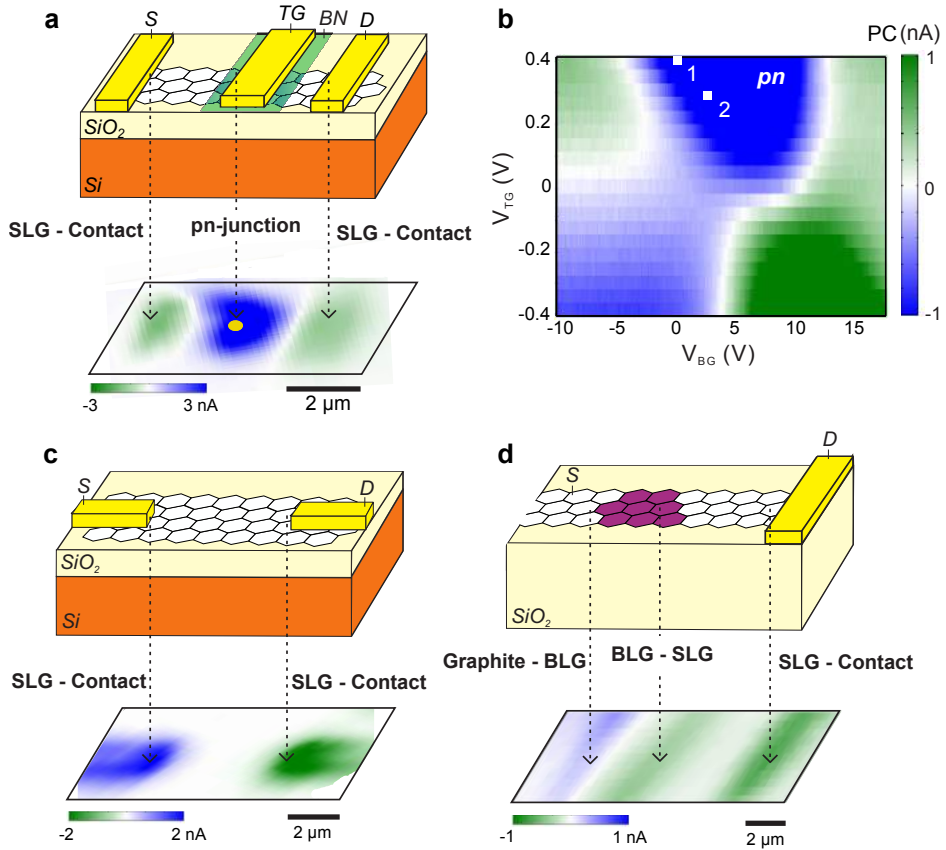 a
S
TG
BN
D
SiO2
Si
SLG - Contact
pn-junction
SLG - Contact
-3
3 nA
2 µm
b
PC (nA)
1
0
-1
0.4
0.2
0
-0.2
-0.4
VTG (V)
-10
0
5
10
15
VBG (V)
pn
1
2
c
S
D
SiO2
Si
SLG - Contact
SLG - Contact
-2
2 nA
2 µm
d
S
D
SiO2
Graphite - BLG
BLG - SLG
SLG - Contact
-1
1 nA
2 µm